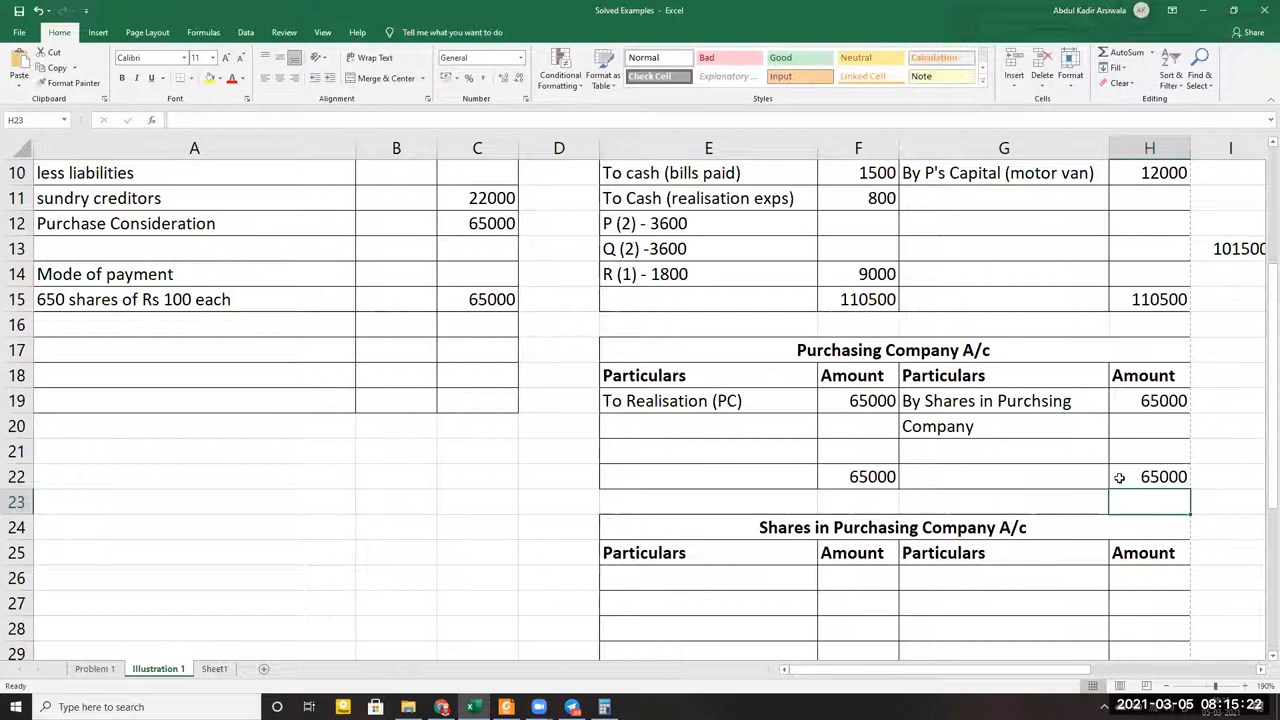 Solved Examples - Excel
Abdul Kadir Arsiwala
AK
File Home Insert Page Layout Formulas Data Review View Help Tell me what you want to do
Share
Paste
Cut
Copy
Format Painter
Clipboard
Calibri 11
B I U
Font
Wrap Text
Merge & Center
Alignment
General
Number
Conditional Formatting
Format as Table
Normal Bad Good Neutral Calculation
Check Cell Explanatory ... Input Linked Cell Note
Styles
Insert Delete Format
Cells
AutoSum
Fill
Clear
Sort & Filter
Find & Select
Editing
H23
fx
A B C D E F G H I
10 less liabilities To cash (bills paid) 1500 By P's Capital (motor van) 12000
11 sundry creditors 22000 To Cash (realisation exps) 800
12 Purchase Consideration 65000 P (2) - 3600
13 Q (2) -3600 101500
14 Mode of payment R (1) - 1800 9000
15 650 shares of Rs 100 each 65000 110500 110500
16
17 Purchasing Company A/c
18 Particulars Amount Particulars Amount
19 To Realisation (PC) 65000 By Shares in Purchsing 65000
20 Company
21
22 65000 65000
23
24 Shares in Purchasing Company A/c
25 Particulars Amount Particulars Amount
26
27
28
29
Problem 1 Illustration 1 Sheet1
Ready
190%
Type here to search
2021-03-05 08:15:22